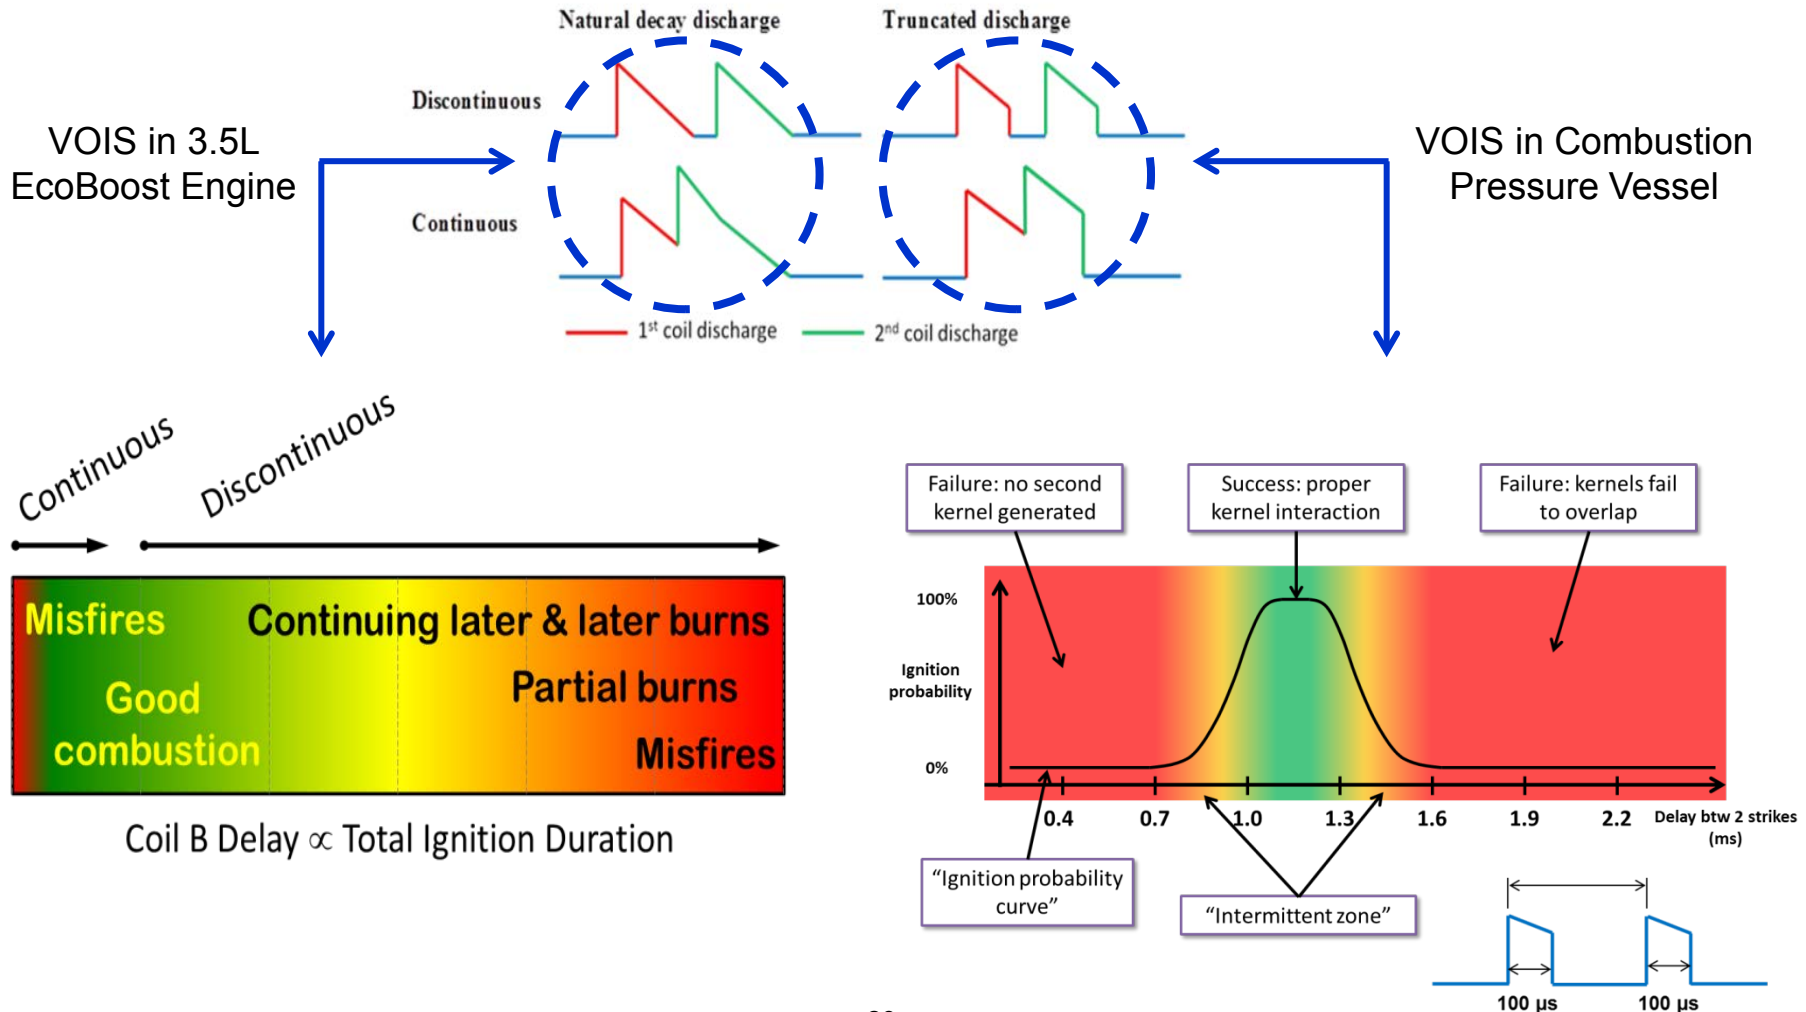 Natural decay discharge
Truncated discharge
Discontinuous
Continuous
VOIS in 3.5L
EcoBoost Engine
VOIS in Combustion
Pressure Vessel
1st coil discharge
2nd coil discharge
Continuous
Discontinuous
Misfires
Continuing later & later burns
Good
combustion
Partial burns
Misfires
Coil B Delay ∝ Total Ignition Duration
Failure: no second
kernel generated
Success: proper
kernel interaction
Failure: kernels fail
to overlap
100%
Ignition
probability
0%
0.4 0.7 1.0 1.3 1.6 1.9 2.2
Delay btw 2 strikes
(ms)
“Ignition probability
curve”
“Intermittent zone”
100 µs
100 µs